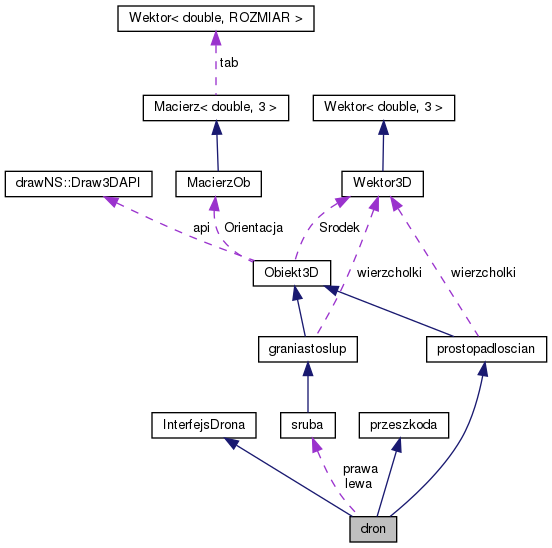 Wektor< double, ROZMIAR >
tab
Macierz< double, 3 >
Wektor< double, 3 >
drawNS::Draw3DAPI
MacierzOb
Wektor3D
api
Orientacja
Srodek
Obiekt3D
wierzcholki
wierzcholki
graniastoslup
prostopadloscian
InterfejsDrona
sruba
przeszkoda
prawa
lewa
dron